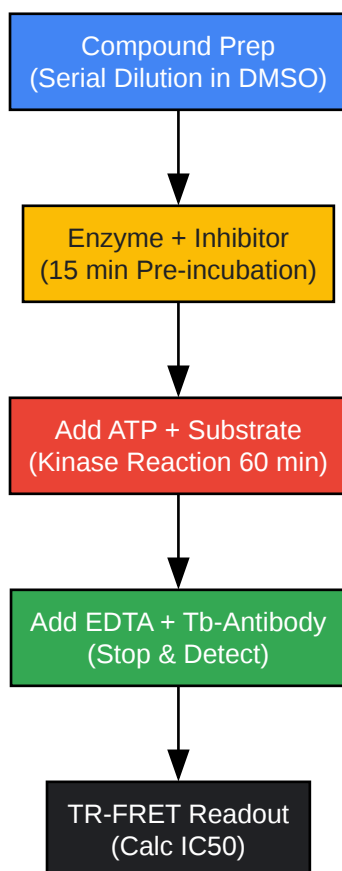 Compound Prep
(Serial Dilution in DMSO)
Enzyme + Inhibitor
(15 min Pre-incubation)
Add ATP + Substrate
(Kinase Reaction 60 min)
Add EDTA + Tb-Antibody
(Stop & Detect)
TR-FRET Readout
(Calc IC50)